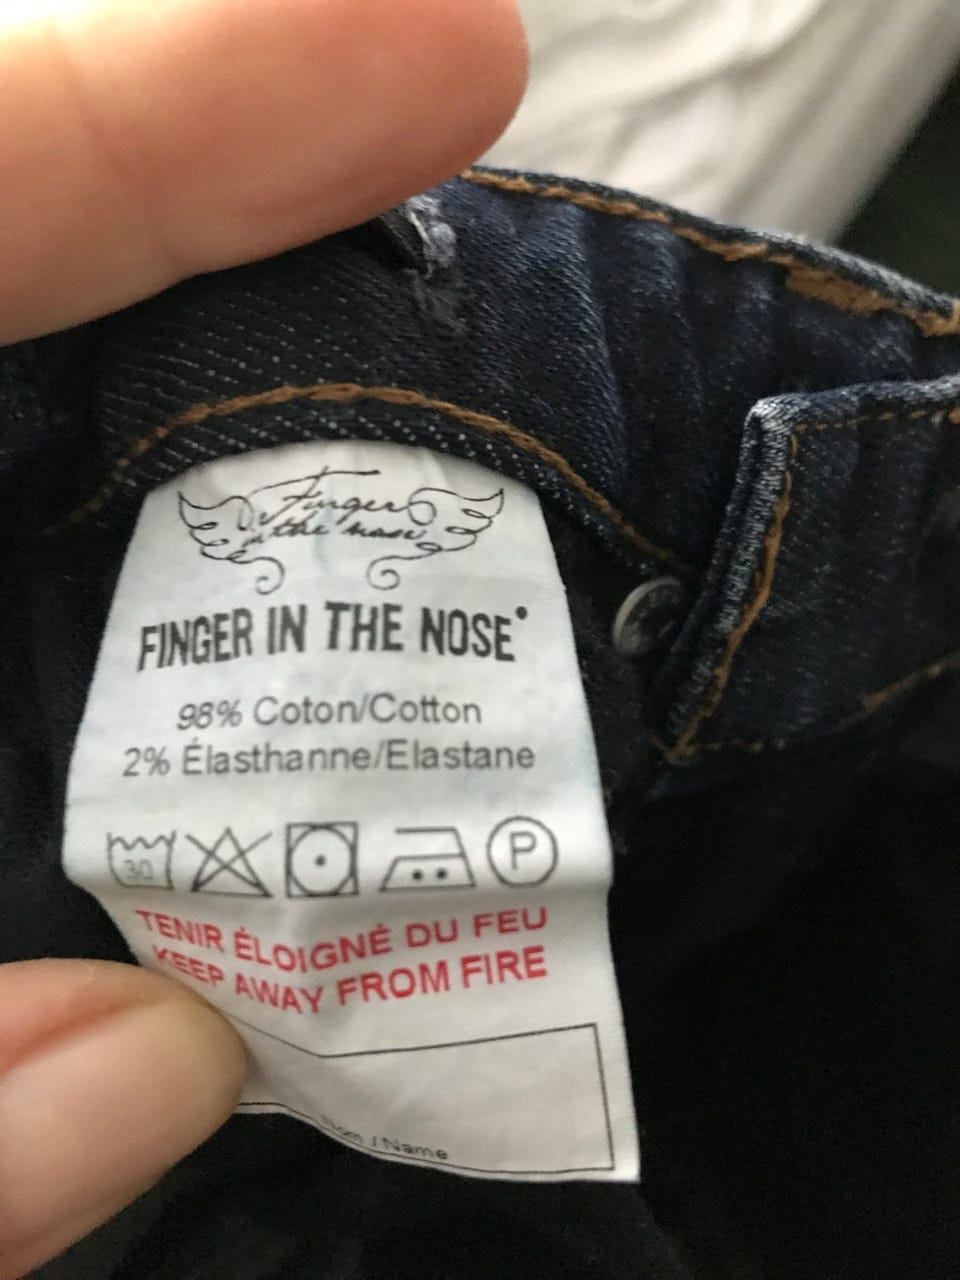 Finger
in the nose
FINGER IN THE NOSE
98% Coton/Cotton
2% Élasthanne/Elastane
30
P
TENIR ÉLOIGNÉ DU FEU
KEEP AWAY FROM FIRE
Nom / Name